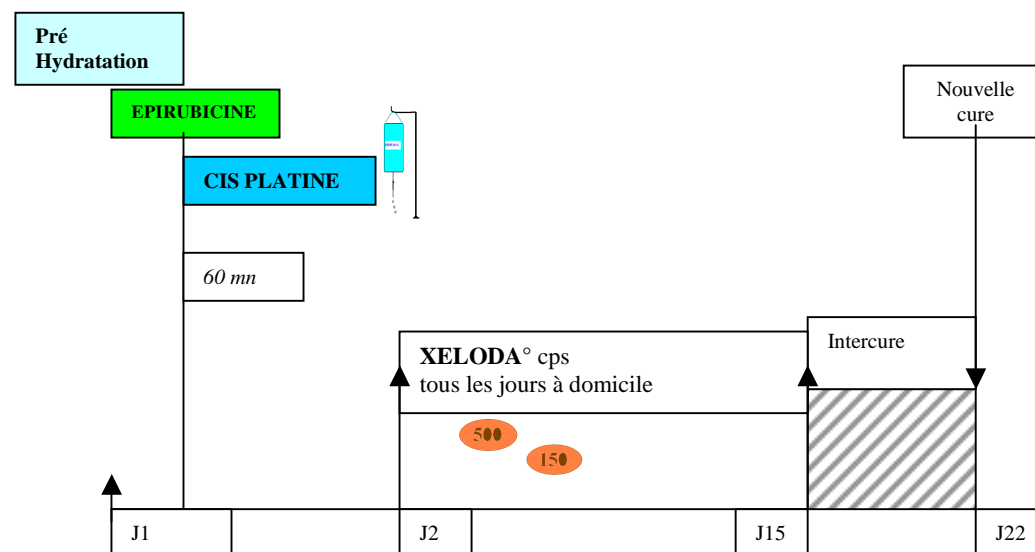 Pré
Hydratation
EPIRUBICINE
Nouvelle
cure
CIS PLATINE
60 mn
XELODA° cps
tous les jours à domicile
Intercure
500
150
J1
J2
J15
J22